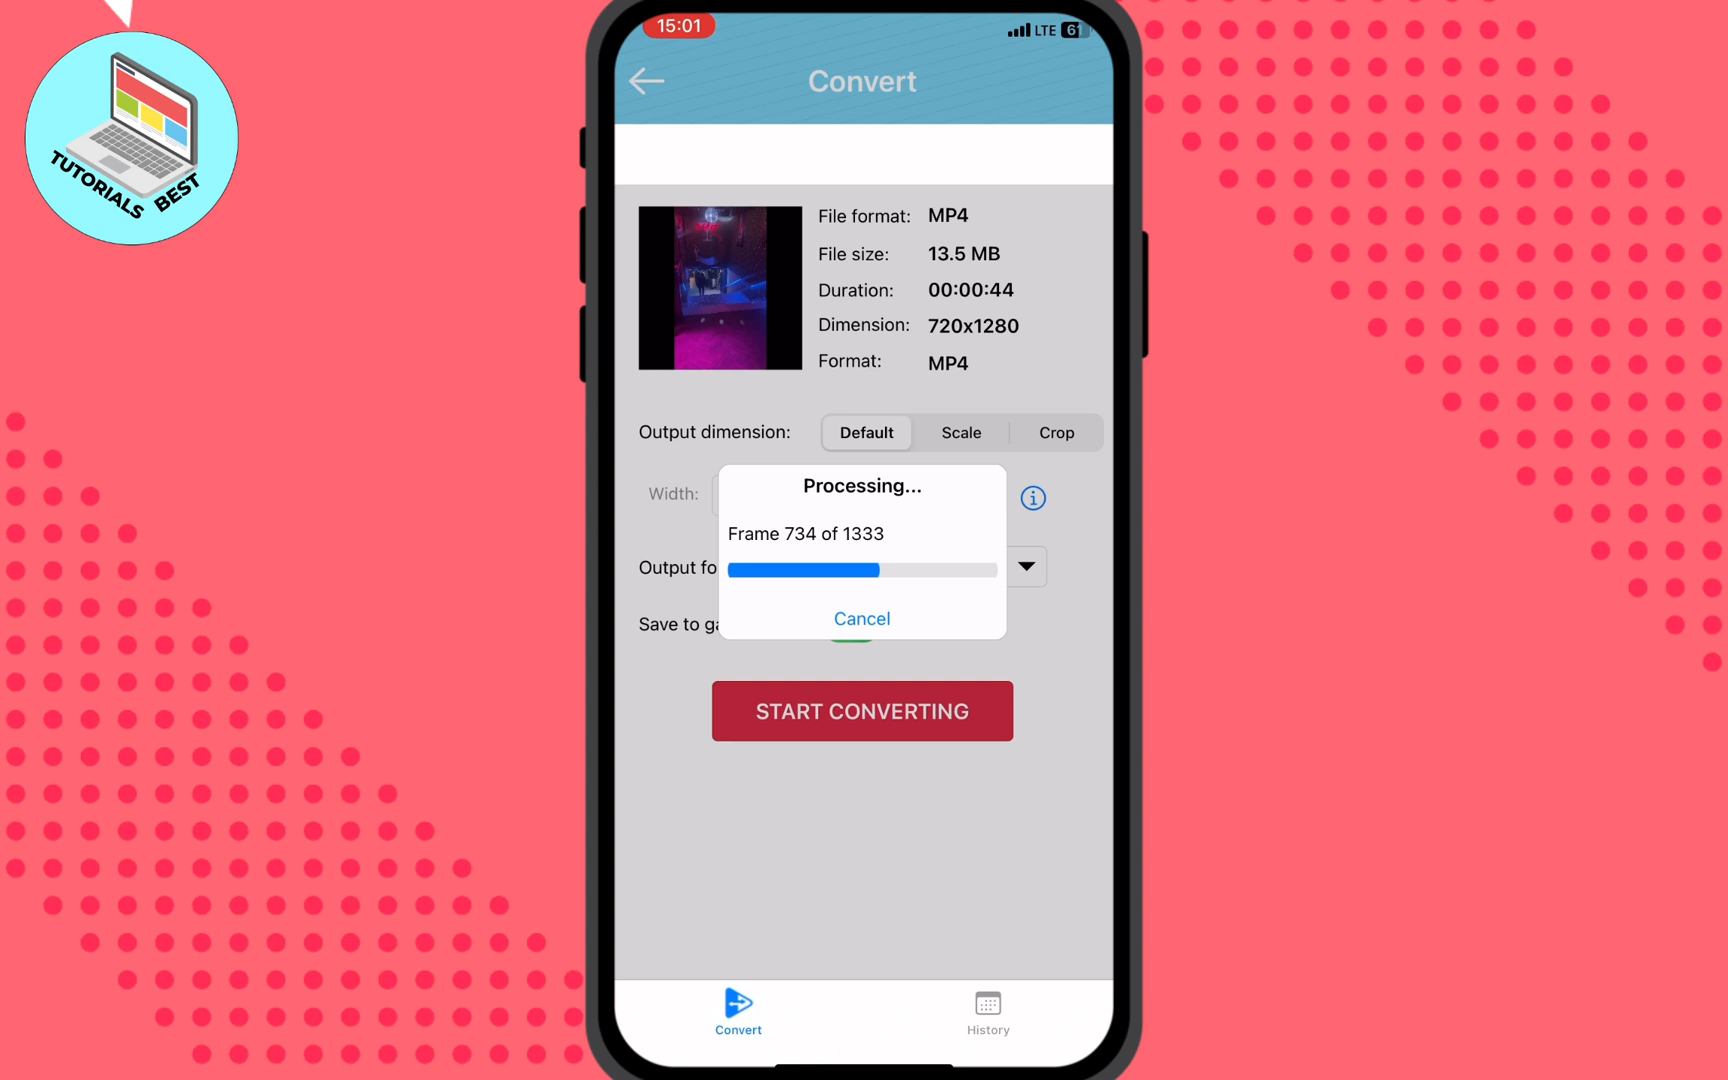 TUTORIALS BEST
15:01
LTE 61
Convert
File format: MP4
File size: 13.5 MB
Duration: 00:00:44
Dimension: 720x1280
Format: MP4
Output dimension: Default Scale Crop
Width:
Processing...
Frame 734 of 1333
Output fo
Cancel
Save to ga
START CONVERTING
Convert
History